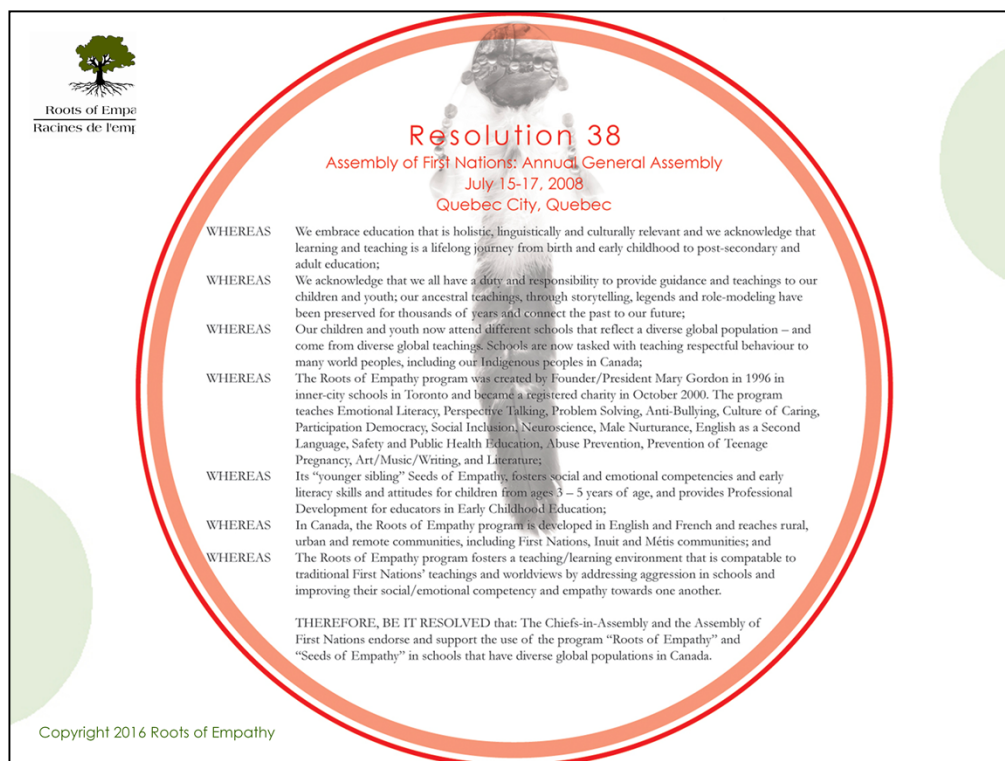 Roots of Empa
Racines de l'emp
Resolution 38
Assembly of First Nations: Annual General Assembly
July 15-17, 2008
Quebec City, Quebec
WHEREAS We embrace education that is holistic, linguistically and culturally relevant and we acknowledge that
learning and teaching is a lifelong journey from birth and early childhood to post-secondary and
adult education;
WHEREAS We acknowledge that we all have a duty and responsibility to provide guidance and teachings to our
children and youth; our ancestral teachings, through storytelling, legends and role-modeling have
been preserved for thousands of years and connect the past to our future;
WHEREAS Our children and youth now attend different schools that reflect a diverse global population – and
come from diverse global teachings. Schools are now tasked with teaching respectful behaviour to
many world peoples, including our Indigenous peoples in Canada;
WHEREAS The Roots of Empathy program was created by Founder/President Mary Gordon in 1996 in
inner-city schools in Toronto and became a registered charity in October 2000. The program
teaches Emotional Literacy, Perspective Talking, Problem Solving, Anti-Bullying, Culture of Caring,
Participation Democracy, Social Inclusion, Neuroscience, Male Nurturance, English as a Second
Language, Safety and Public Health Education, Abuse Prevention, Prevention of Teenage
Pregnancy, Art/Music/Writing, and Literature;
WHEREAS Its “younger sibling” Seeds of Empathy, fosters social and emotional competencies and early
literacy skills and attitudes for children from ages 3 – 5 years of age, and provides Professional
Development for educators in Early Childhood Education;
WHEREAS In Canada, the Roots of Empathy program is developed in English and French and reaches rural,
urban and remote communities, including First Nations, Inuit and Métis communities; and
WHEREAS The Roots of Empathy program fosters a teaching/learning environment that is compatable to
traditional First Nations’ teachings and worldviews by addressing aggression in schools and
improving their social/emotional competency and empathy towards one another.
THEREFORE, BE IT RESOLVED that: The Chiefs-in-Assembly and the Assembly of
First Nations endorse and support the use of the program “Roots of Empathy” and
“Seeds of Empathy” in schools that have diverse global populations in Canada.
Copyright 2016 Roots of Empathy